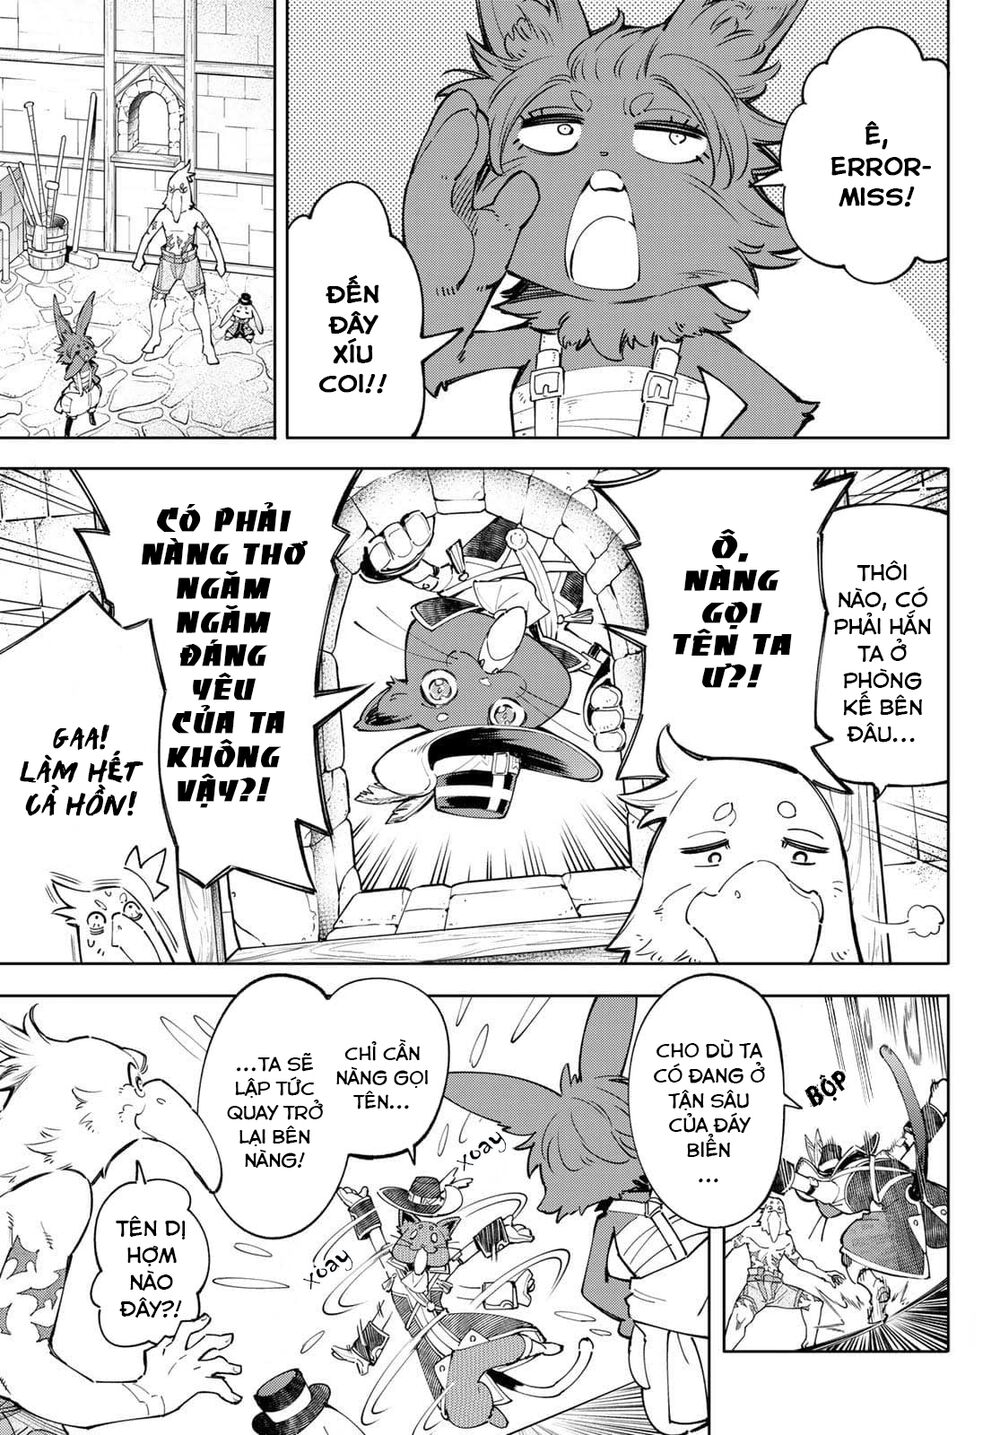 Ê,
ERROR-
MISS!
ĐẾN
ĐÂY
XÍU
COI!!
THÔI
NÀO, CÓ
PHẢI HẮN
TA Ở
PHÒNG
KẾ BÊN
ĐÂU...
Ô,
NÀNG
GỌI
TÊN TA
Ư?!
CÓ PHẢI
NÀNG THƠ
NGĂM
NGĂM
ĐÁNG
YÊU
CỦA TA
KHÔNG
VẬY?!
GAA!
LÀM HẾT
CẢ HỒN!
BỘP
CHO DÙ TA
CÓ ĐANG Ở
TẬN SÂU
CỦA ĐÁY
BIỂN
...
CHỈ CẦN
NÀNG GỌI
TÊN...
...TA SẼ
LẬP TỨC
QUAY TRỞ
LẠI BÊN
NÀNG!
XOAY
XOAY
TÊN DỊ
HỢM
NÀO
ĐÂY?!